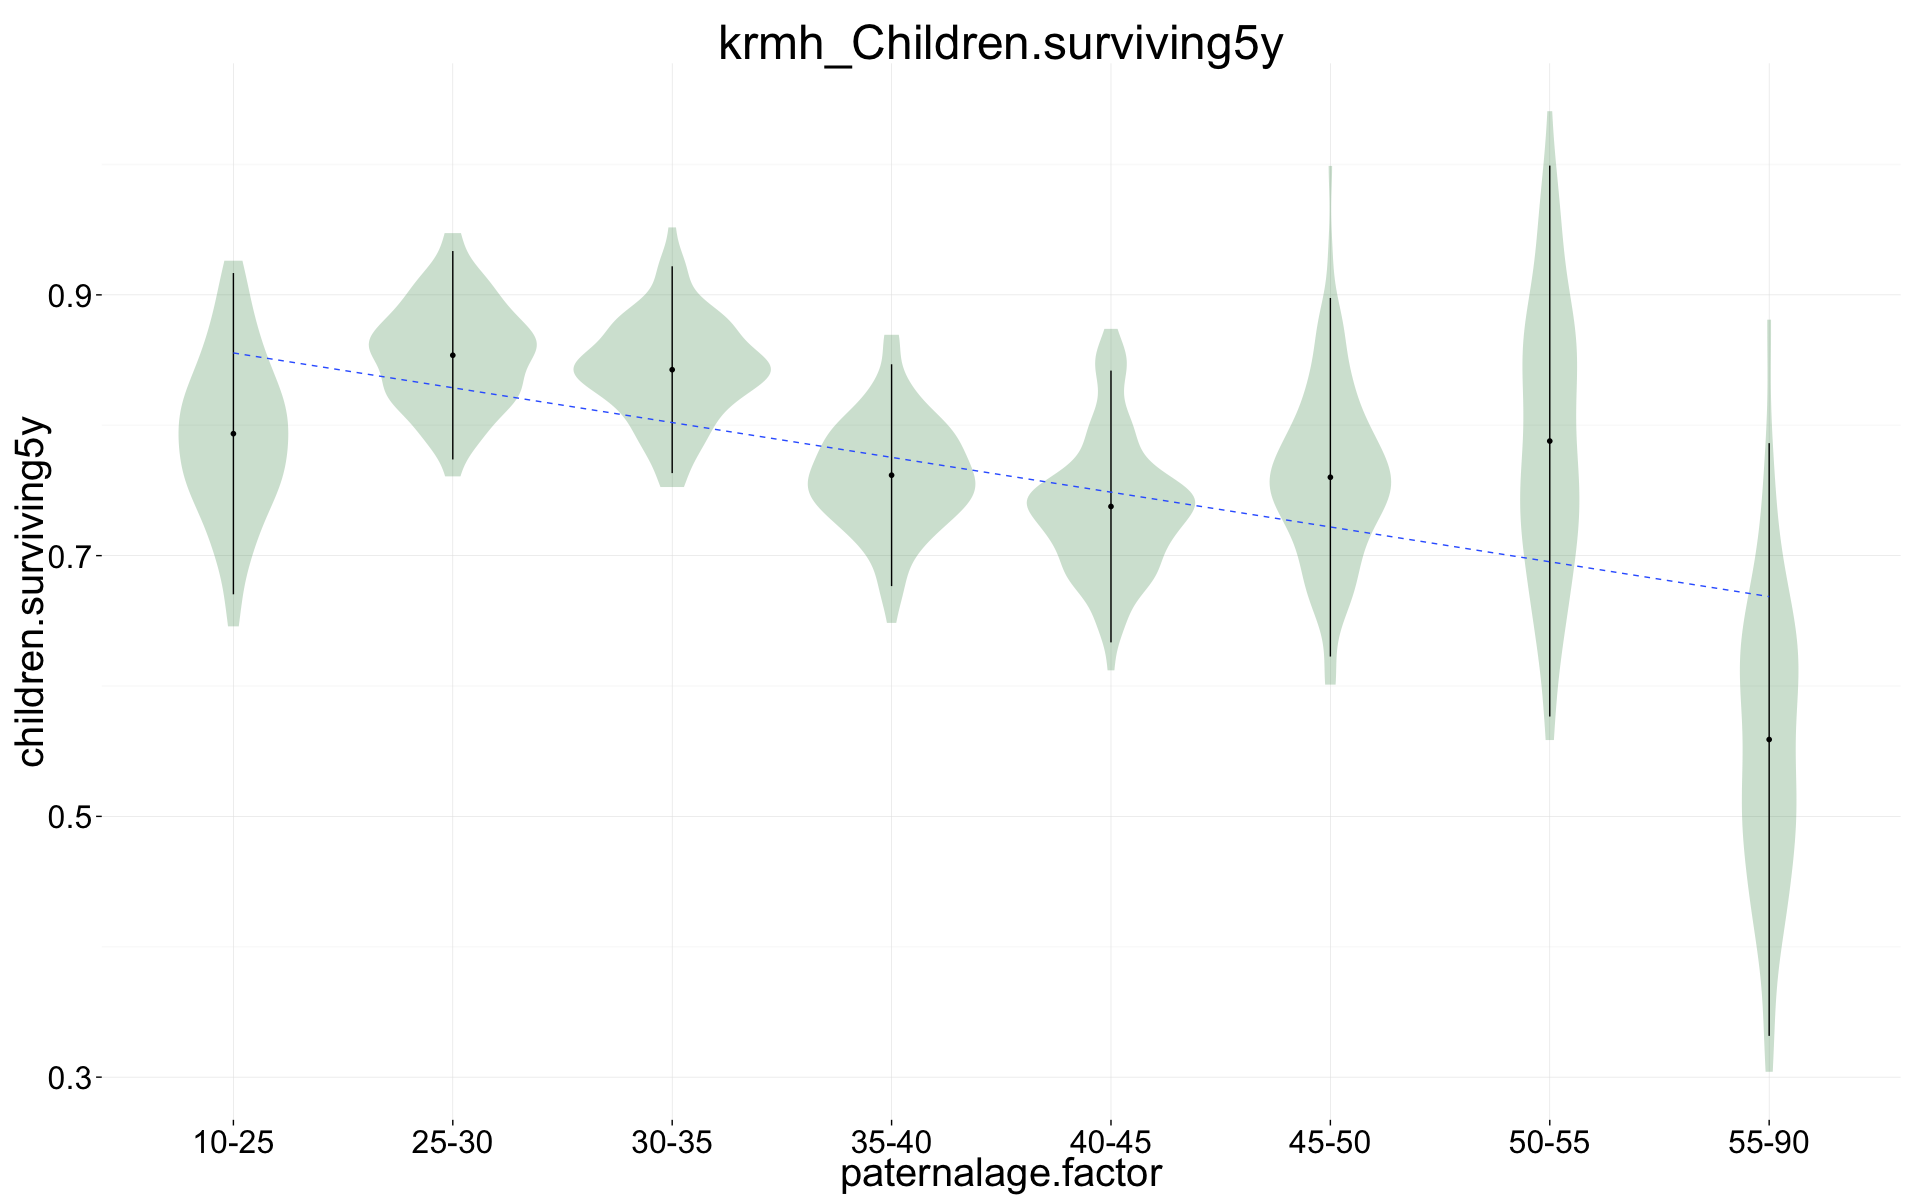 krmh_Children.surviving5y
children.surviving5y
0.9
0.7
0.5
0.3
10-25 25-30 30-35 35-40 40-45 45-50 50-55 55-90
paternalage.factor